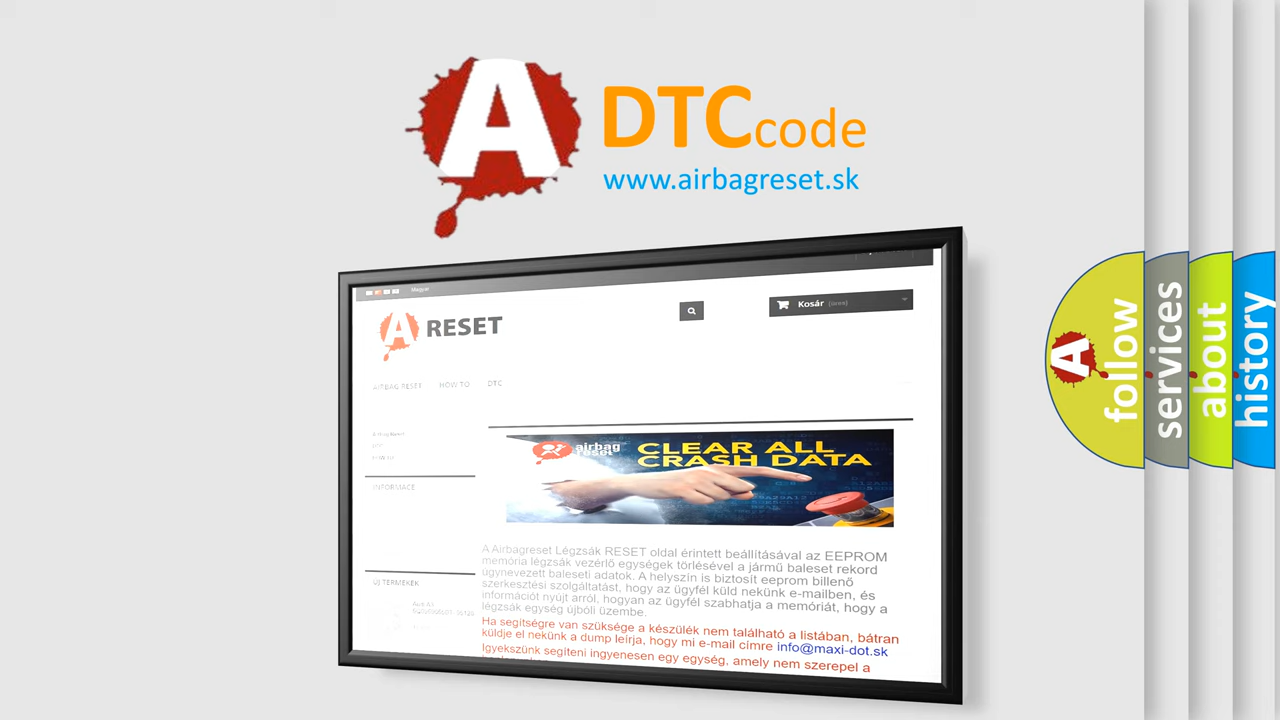 A
DTC code
www.airbagreset.sk
Magyar
A RESET
Kosár (üres)
AIRBAG RESET HOW TO DTC
INFORMACE
airbag
reset
CLEAR ALL
CRASH DATA
A Airbagreset Légzsák RESET oldal érintett beállításával az EEPROM
memória légzsák vezérlő egységek törlésével a jármű baleset rekord
úgynevezett baleseti adatok. A helyszín is biztosít eeprom billenő
szerkesztési szolgáltatást, hogy az ügyfél küld nekünk e-mailben, és
információt nyújt arról, hogyan az ügyfél szabhatja a memóriát, hogy a
légzsák egység újbóli üzembe.
Ha segítségre van szüksége a készülék nem található a listában, bátran
küldje el nekünk a dump leírja, hogy mi e-mail címre info@maxi-dot.sk
Igyekszünk segíteni ingyenesen egy egység, amely nem szerepel a
ÚJ TERMÉKEK
A follow
services
about
history